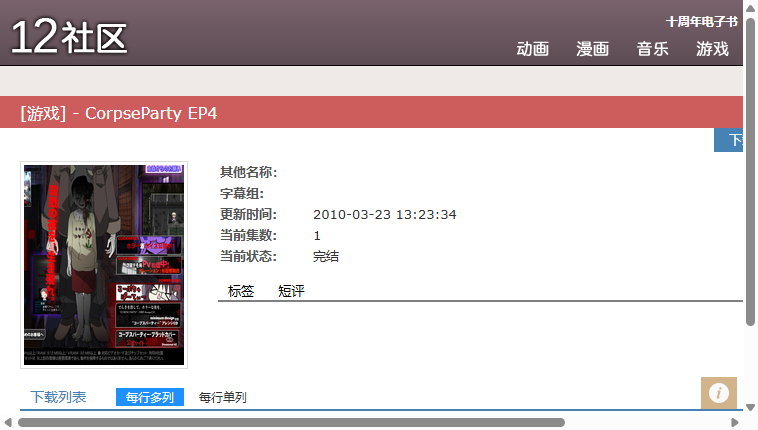 十周年电子书
12社区
动画 漫画 音乐 游戏
[游戏] - CorpseParty EP4
其他名称:
字幕组:
更新时间: 2010-03-23 13:23:34
当前集数: 1
当前状态: 完结
标签 短评
下载列表 每行多列 每行单列